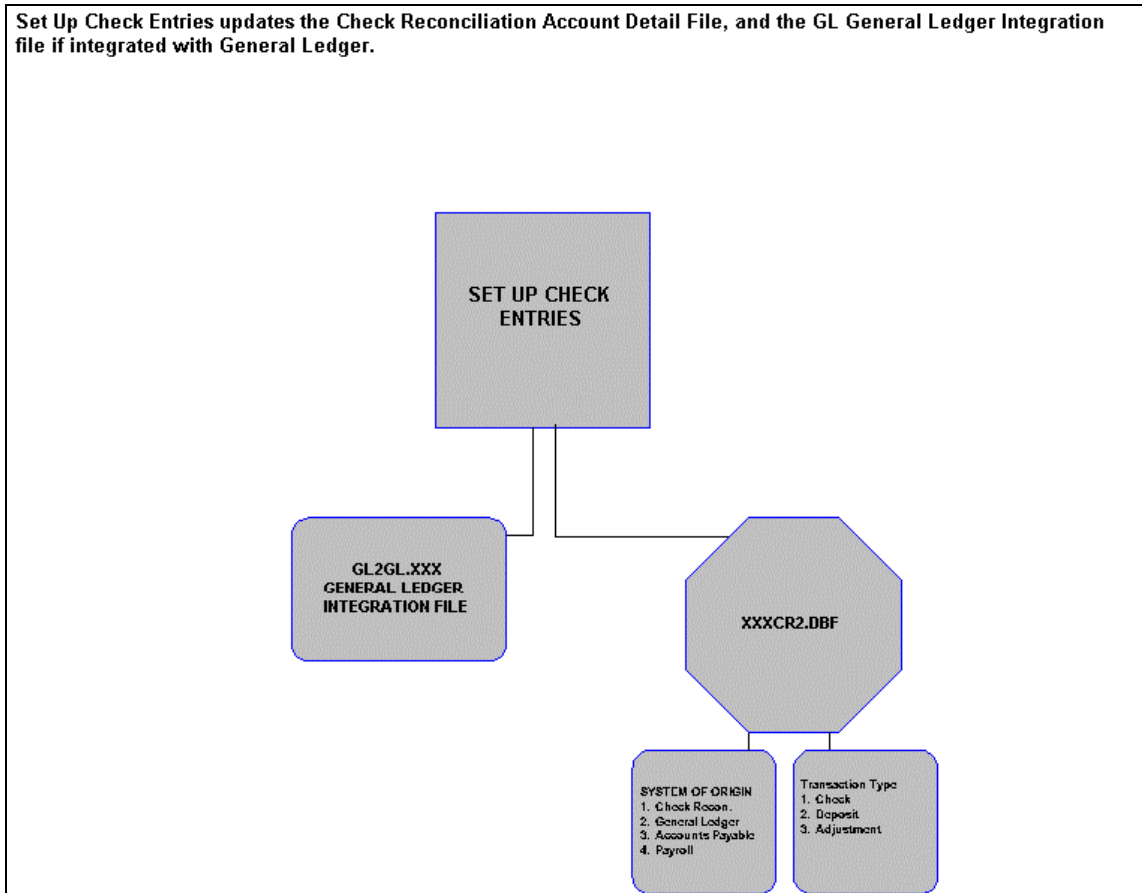 Set Up Check Entries updates the Check Reconciliation Account Detail File, and the GL General Ledger Integration
file if integrated with General Ledger.
SET UP CHECK
ENTRIES
GL2GL.XXX
GENERAL LEDGER
INTEGRATION FILE
XXXCR2.DBF
SYSTEM OF ORIGIN
1. Check Recon.
2. General Ledger
3. Accounts Payable
4. Payroll
Transaction Type
1. Check
2. Deposit
3. Adjustment